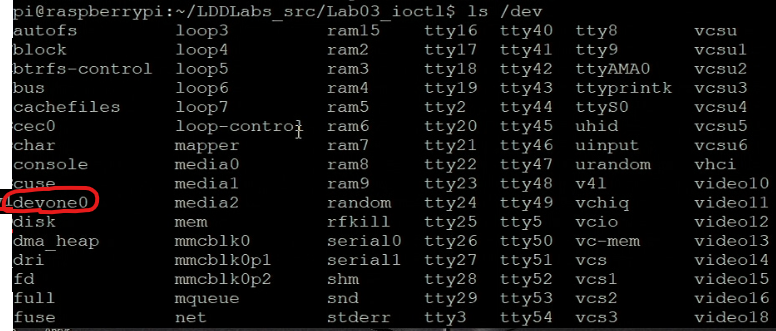 pi@raspberrypi:~/LDDLabs_src/Lab03_ioctl$ ls /dev
autofs loop3 ram15 tty16 tty40 tty8 vcsu
block loop4 ram2 tty17 tty41 tty9 vcsu1
btrfs-control loop5 ram3 tty18 tty42 ttyAMA0 vcsu2
bus loop6 ram4 tty19 tty43 ttyprintk vcsu3
cachefiles loop7 ram5 tty2 tty44 ttyS0 vcsu4
cec0 loop-control ram6 tty20 tty45 uhid vcsu5
char mapper ram7 tty21 tty46 uinput vcsu6
console media0 ram8 tty22 tty47 urandom vhci
cuse media1 ram9 tty23 tty48 v4l video10
devone0 media2 random tty24 tty49 vchiq video11
disk mem rfkill tty25 tty5 vcio video12
dma_heap mmcblk0 serial0 tty26 tty50 vc-mem video13
dri mmcblk0p1 serial1 tty27 tty51 vcs video14
fd mmcblk0p2 shm tty28 tty52 vcs1 video15
full mqueue snd tty29 tty53 vcs2 video16
fuse net stderr tty3 tty54 vcs3 video18